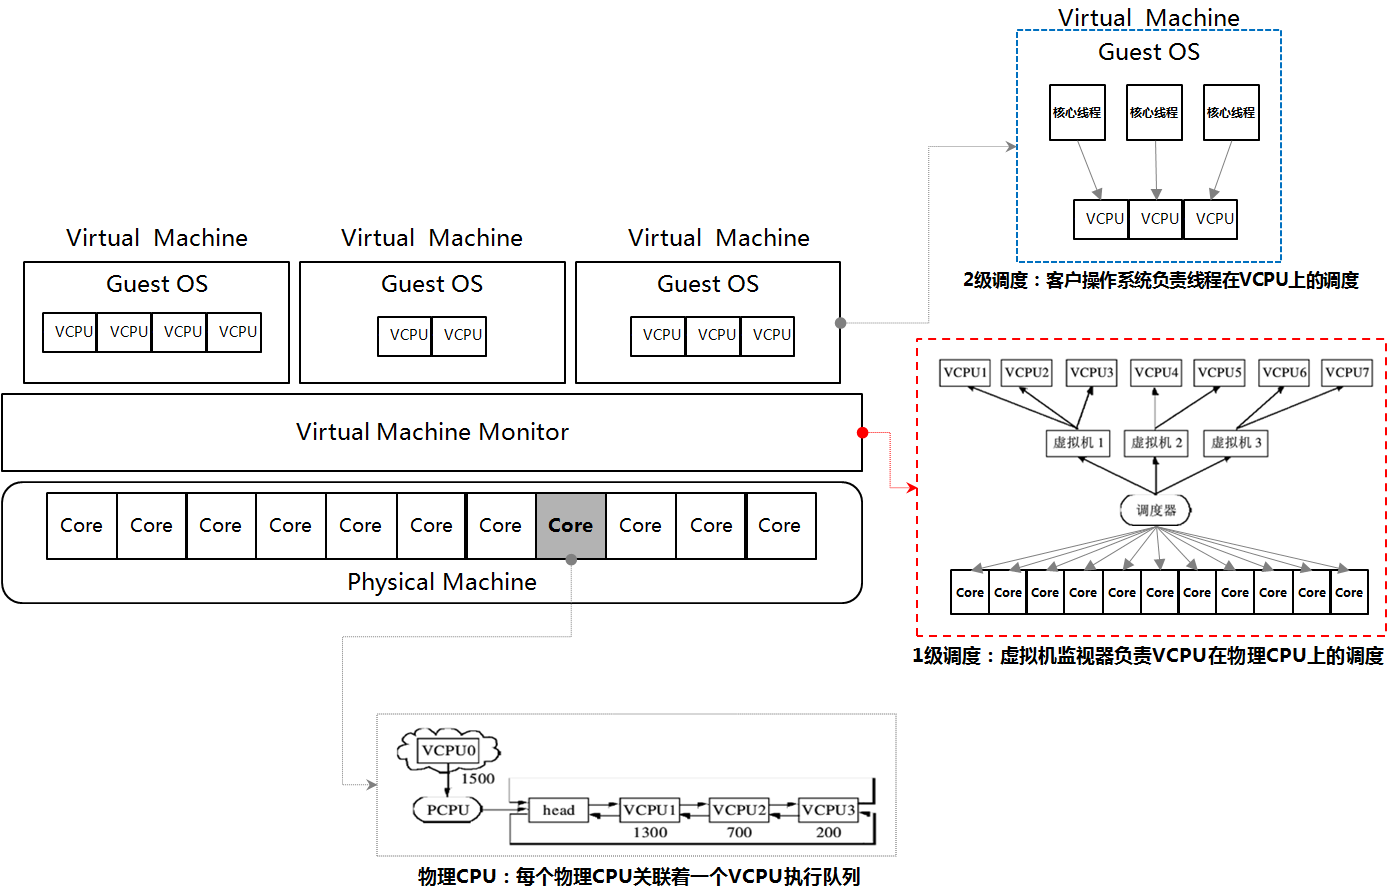 Virtual Machine
Guest OS
核心线程 核心线程 核心线程
VCPU VCPU VCPU
2级调度：客户操作系统负责线程在VCPU上的调度
Virtual Machine Virtual Machine Virtual Machine
Guest OS Guest OS Guest OS
VCPU VCPU VCPU VCPU VCPU VCPU VCPU VCPU VCPU
Virtual Machine Monitor
Core Core Core Core Core Core Core Core Core Core Core
Physical Machine
VCPU1 VCPU2 VCPU3 VCPU4 VCPU5 VCPU6 VCPU7
虚拟机 1 虚拟机 2 虚拟机 3
调度器
Core Core Core Core Core Core Core Core Core Core Core
1级调度：虚拟机监视器负责VCPU在物理CPU上的调度
VCPU0
1500
PCPU head VCPU1 VCPU2 VCPU3
1300 700 200
物理CPU：每个物理CPU关联着一个VCPU执行队列